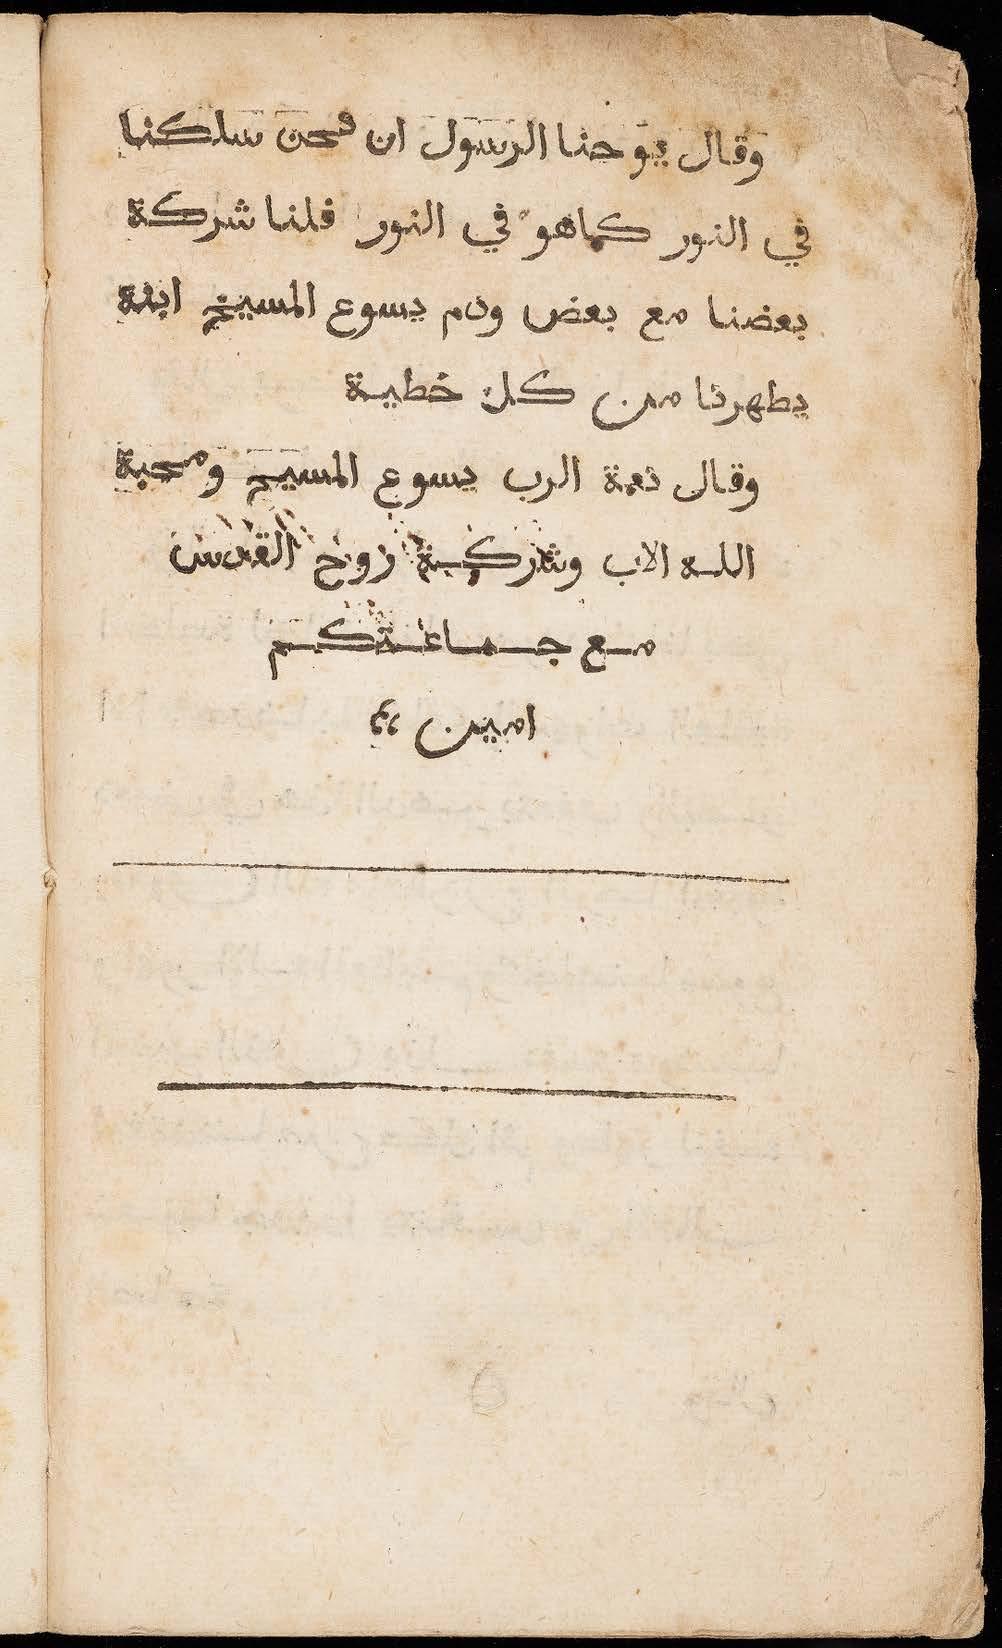 وقال يوحنا الرسول ان نحن سلكنا
في النور كما هو في النور فلنا شركة
بعضنا مع بعض ودم يسوع المسيح ابنه
يطهرنا من كل خطية
وقال نعمة الرب يسوع المسيح ومحبة
الله الاب وشركة روح القدس
مع جماعتكم
امين